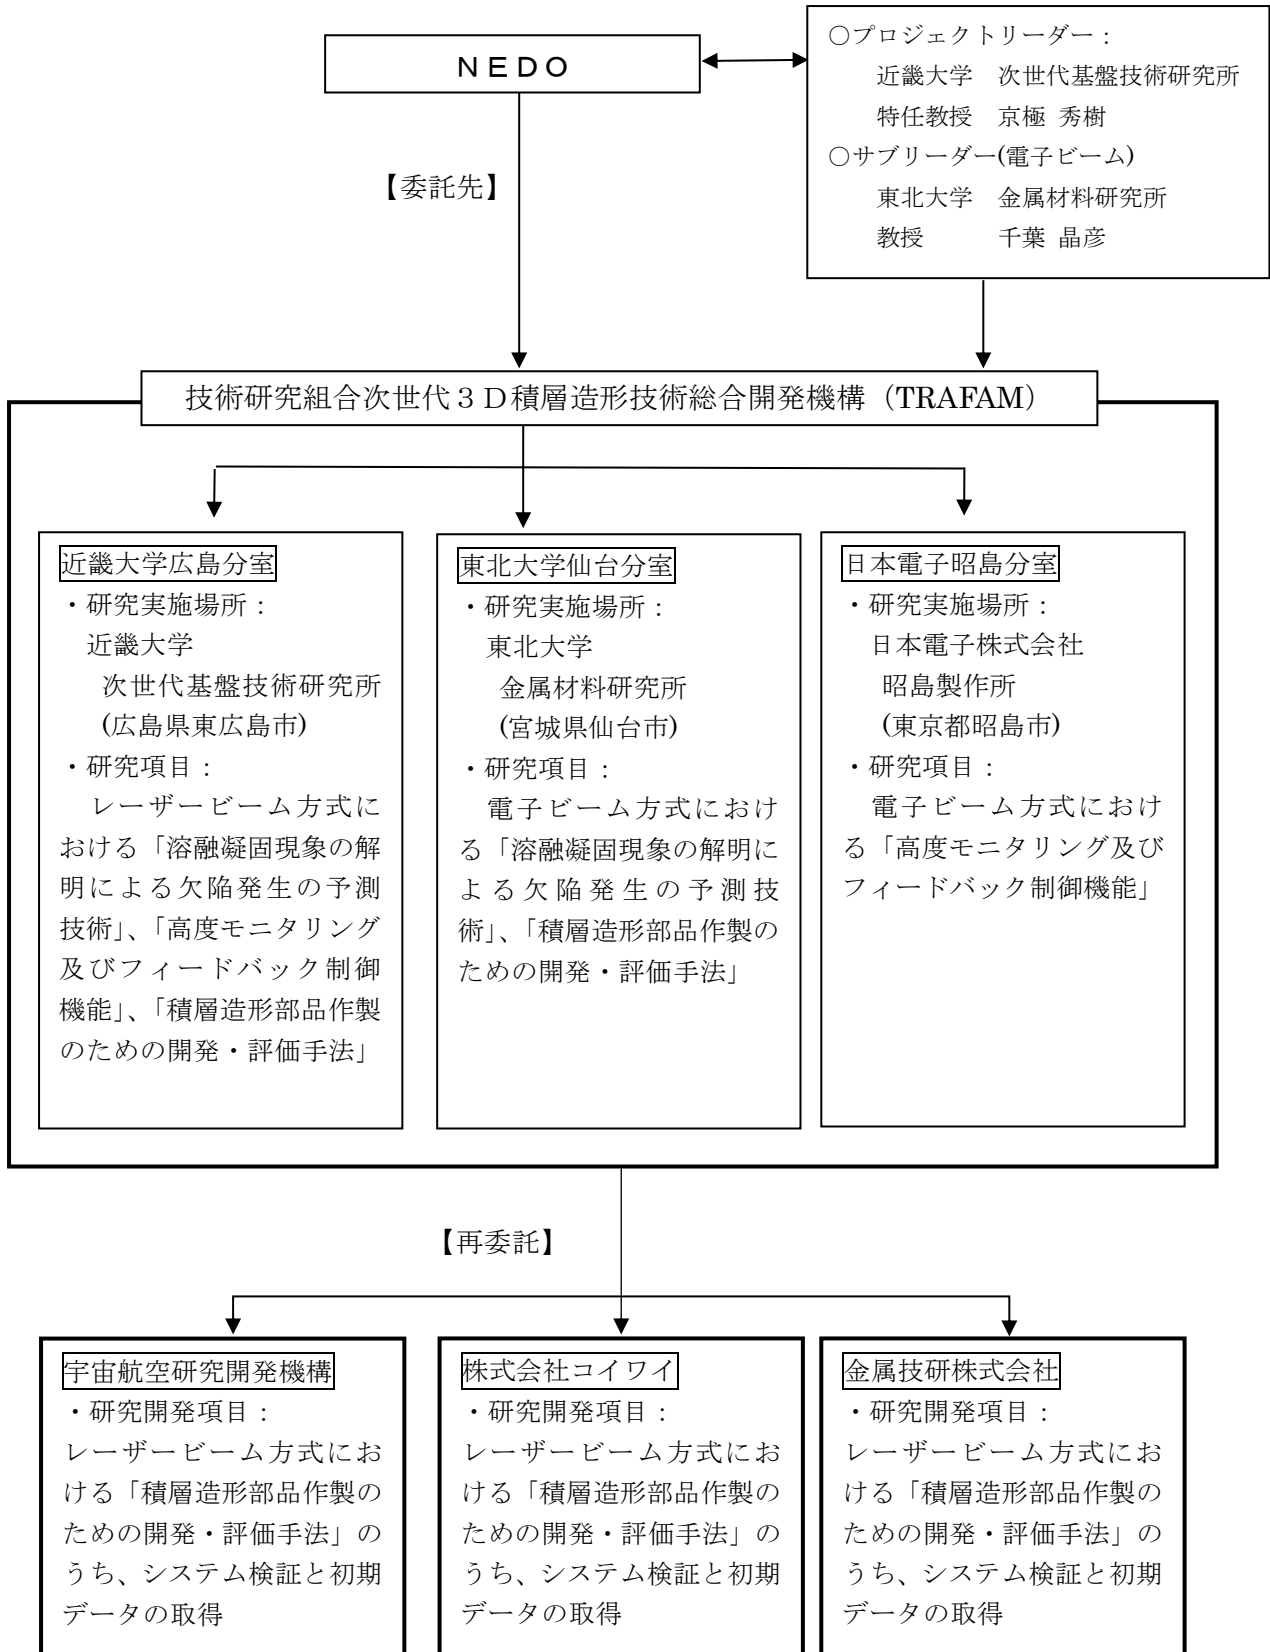 ＮＥＤＯ
○プロジェクトリーダー：
近畿大学　次世代基盤技術研究所
特任教授　京極 秀樹
○サブリーダー(電子ビーム)
東北大学　金属材料研究所
教授　　　千葉 晶彦
【委託先】
技術研究組合次世代３Ｄ積層造形技術総合開発機構（TRAFAM）
近畿大学広島分室
・研究実施場所：
近畿大学
次世代基盤技術研究所
(広島県東広島市)
・研究項目：
レーザービーム方式に
おける「溶融凝固現象の解
明による欠陥発生の予測
技術」、「高度モニタリング
及びフィードバック制御
機能」、「積層造形部品作製
のための開発・評価手法」
東北大学仙台分室
・研究実施場所：
東北大学
金属材料研究所
(宮城県仙台市)
・研究項目：
電子ビーム方式におけ
る「溶融凝固現象の解明に
よる欠陥発生の予測技
術」、「積層造形部品作製の
ための開発・評価手法」
日本電子昭島分室
・研究実施場所：
日本電子株式会社
昭島製作所
(東京都昭島市)
・研究項目：
電子ビーム方式におけ
る「高度モニタリング及び
フィードバック制御機能」
【再委託】
宇宙航空研究開発機構
・研究開発項目：
レーザービーム方式にお
ける「積層造形部品作製の
ための開発・評価手法」の
うち、システム検証と初期
データの取得
株式会社コイワイ
・研究開発項目：
レーザービーム方式にお
ける「積層造形部品作製の
ための開発・評価手法」の
うち、システム検証と初期
データの取得
金属技研株式会社
・研究開発項目：
レーザービーム方式にお
ける「積層造形部品作製の
ための開発・評価手法」の
うち、システム検証と初期
データの取得